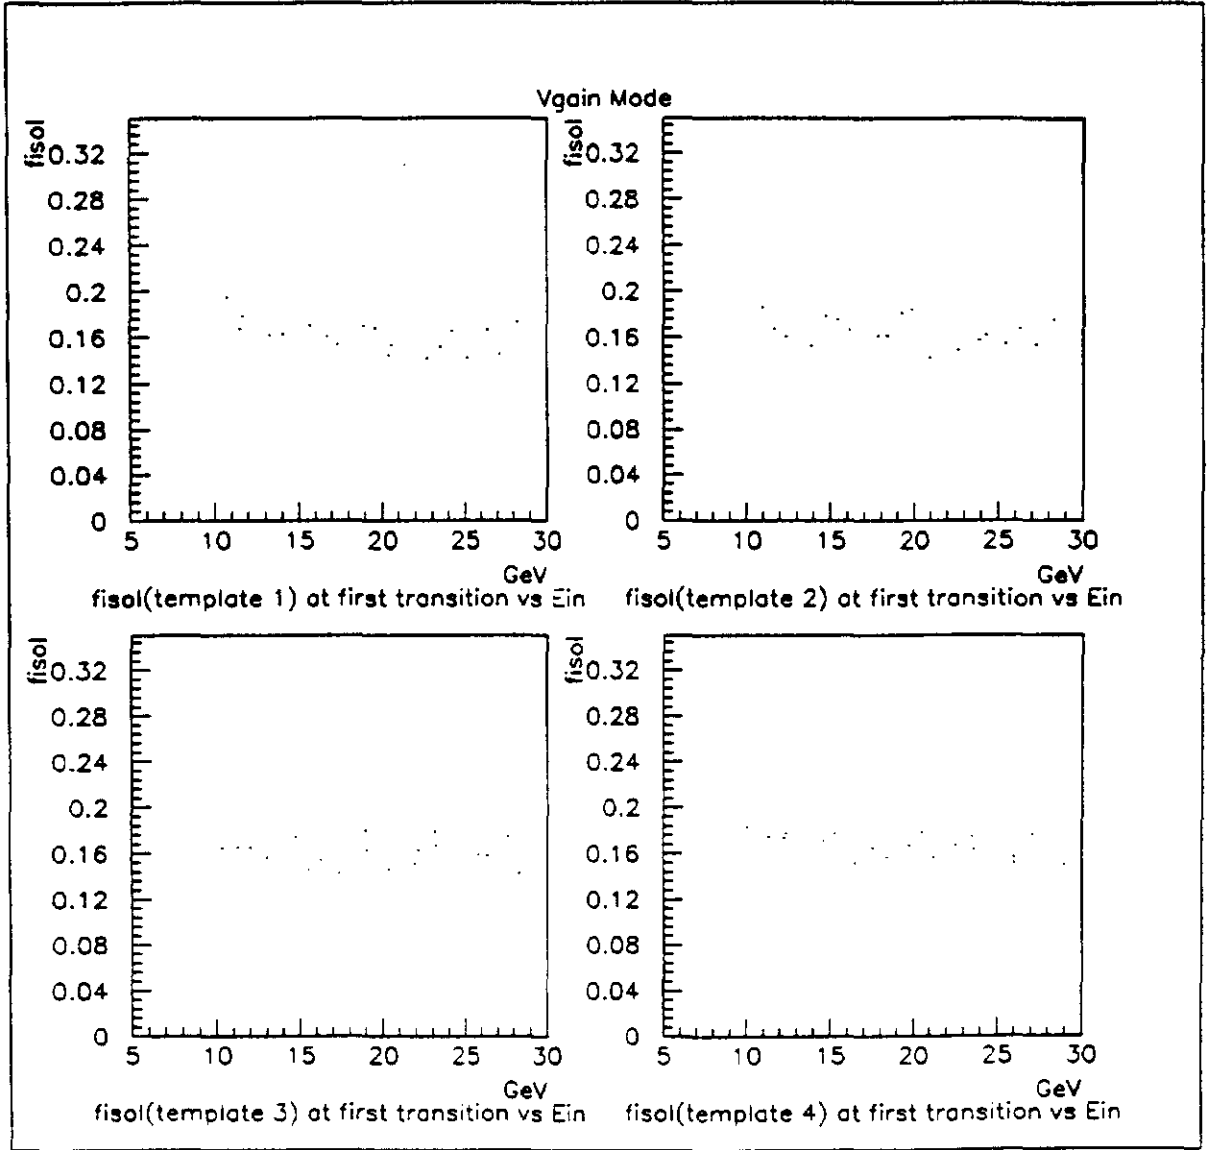 Vgain Mode
fisol
0.32
0.28
0.24
0.2
0.16
0.12
0.08
0.04
0
5 10 15 20 25 30
GeV
fisol(template 1) at first transition vs Ein
fisol
0.32
0.28
0.24
0.2
0.16
0.12
0.08
0.04
0
5 10 15 20 25 30
GeV
fisol(template 2) at first transition vs Ein
fisol
0.32
0.28
0.24
0.2
0.16
0.12
0.08
0.04
0
5 10 15 20 25 30
GeV
fisol(template 3) at first transition vs Ein
fisol
0.32
0.28
0.24
0.2
0.16
0.12
0.08
0.04
0
5 10 15 20 25 30
GeV
fisol(template 4) at first transition vs Ein